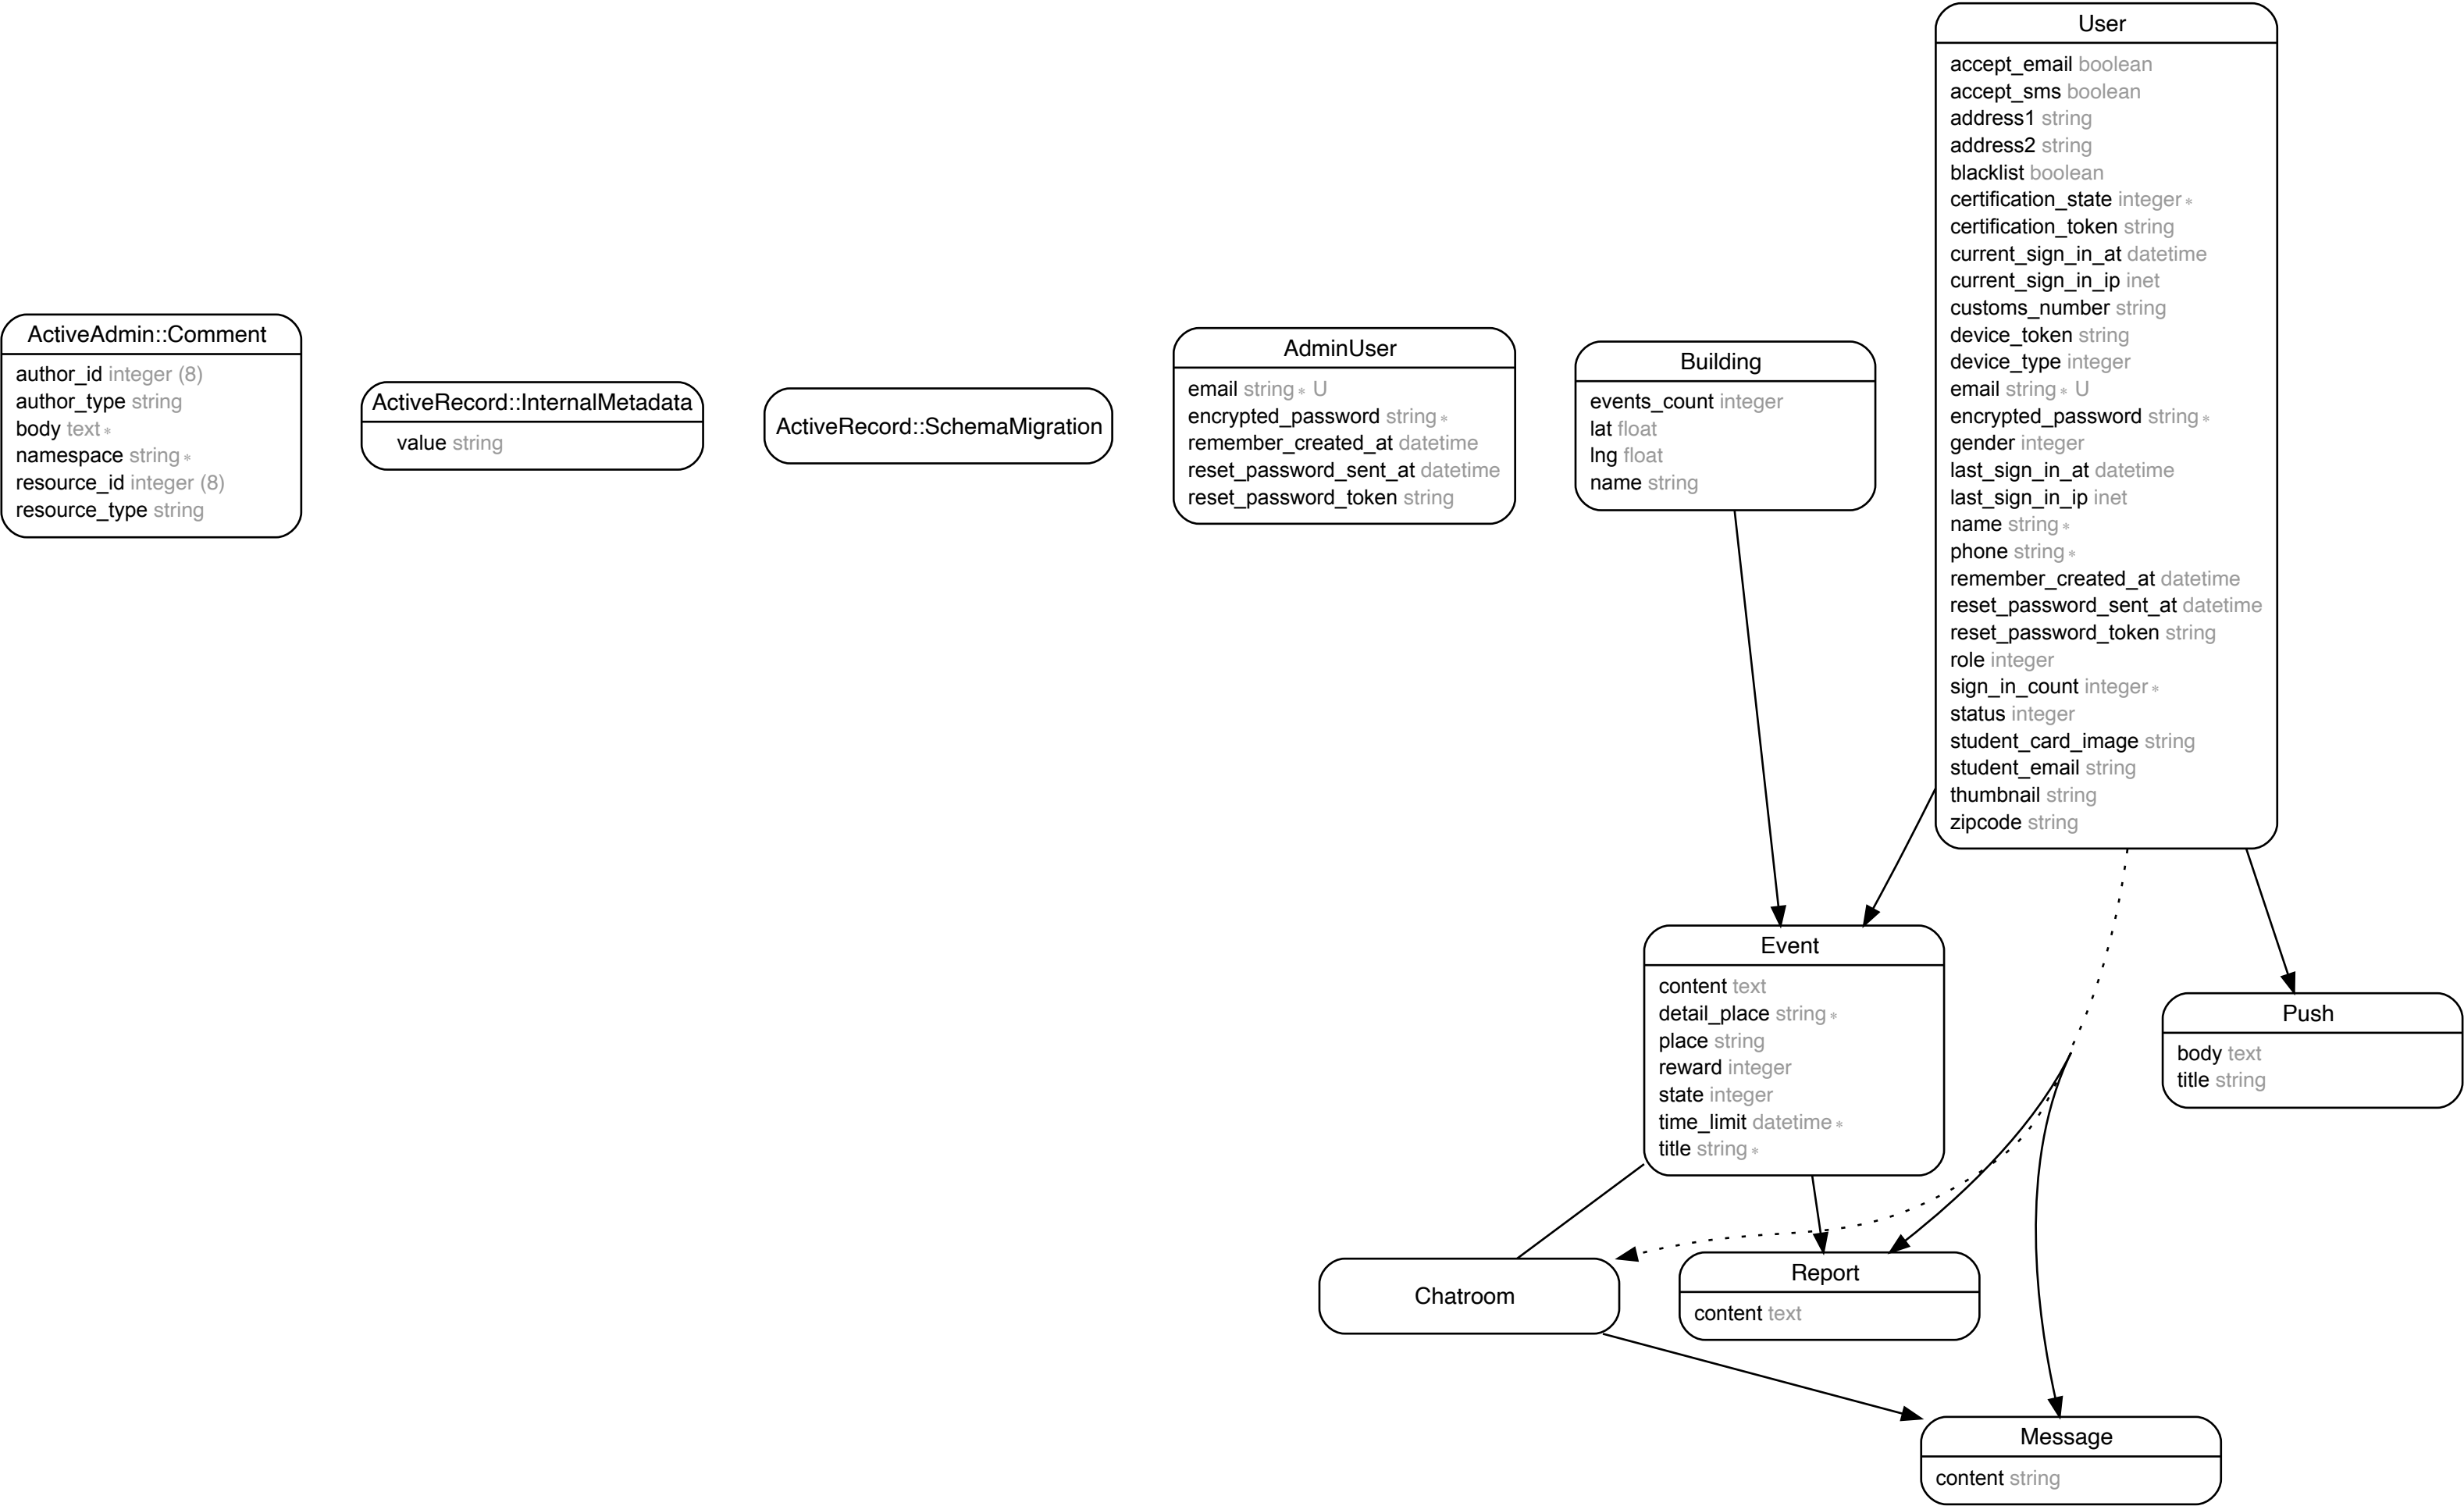 User
accept_email boolean
accept_sms boolean
address1 string
address2 string
blacklist boolean
certification_state integer ∗
certification_token string
current_sign_in_at datetime
current_sign_in_ip inet
customs_number string
device_token string
device_type integer
email string ∗ U
encrypted_password string ∗
gender integer
last_sign_in_at datetime
last_sign_in_ip inet
name string ∗
phone string ∗
remember_created_at datetime
reset_password_sent_at datetime
reset_password_token string
role integer
sign_in_count integer ∗
status integer
student_card_image string
student_email string
thumbnail string
zipcode string
ActiveAdmin::Comment
author_id integer (8)
author_type string
body text ∗
namespace string ∗
resource_id integer (8)
resource_type string
ActiveRecord::InternalMetadata
value string
ActiveRecord::SchemaMigration
AdminUser
email string ∗ U
encrypted_password string ∗
remember_created_at datetime
reset_password_sent_at datetime
reset_password_token string
Building
events_count integer
lat float
lng float
name string
Event
content text
detail_place string ∗
place string
reward integer
state integer
time_limit datetime ∗
title string ∗
Push
body text
title string
Chatroom
Report
content text
Message
content string